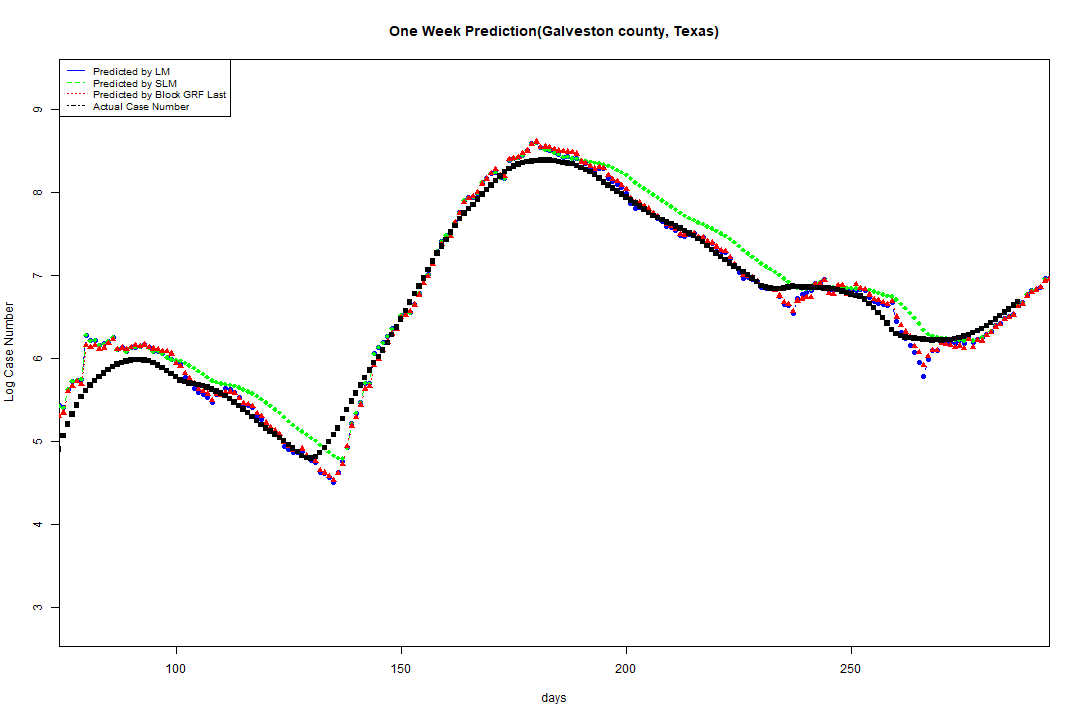 One Week Prediction(Galveston county, Texas)
Predicted by LM
Predicted by SLM
Predicted by Block GRF Last
Actual Case Number
9
8
7
6
5
4
3
Log Case Number
100 150 200 250
days